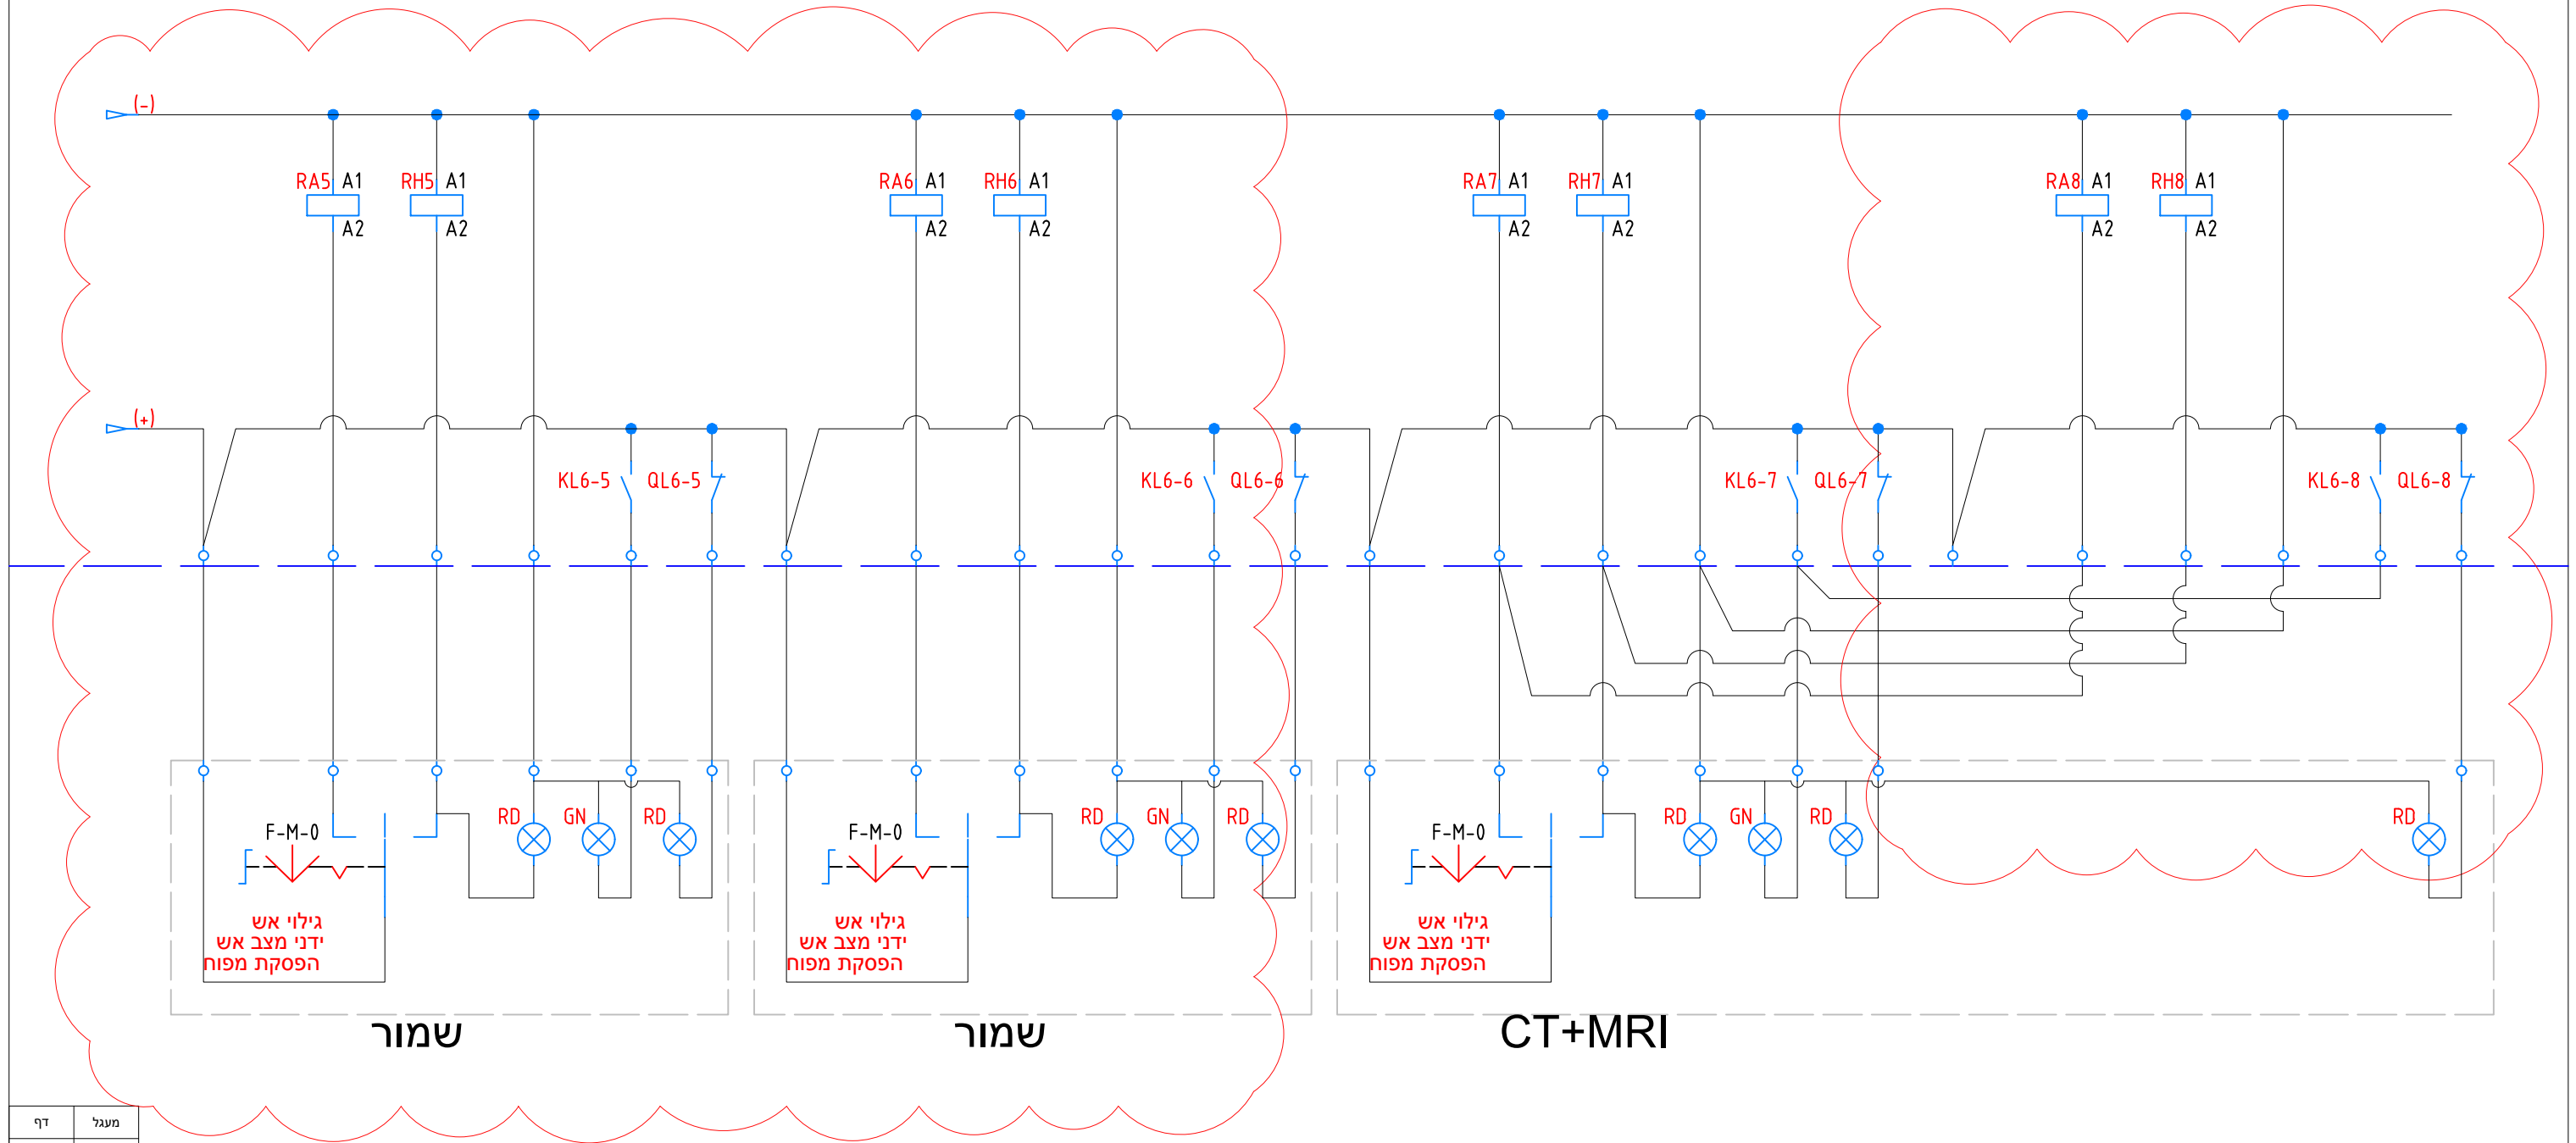 (-)
RA5 A1 RH5 A1 RA6 A1 RH6 A1 RA7 A1 RH7 A1 RA8 A1 RH8 A1
A2 A2 A2 A2 A2 A2 A2 A2
(+)
KL6-5 QL6-5 KL6-6 QL6-6 KL6-7 QL6-7 KL6-8 QL6-8
RD GN RD RD GN RD RD GN RD RD
F-M-0 F-M-0 F-M-0
גילוי אש
ידני מצב אש
הפסקת מפוח
גילוי אש
ידני מצב אש
הפסקת מפוח
גילוי אש
ידני מצב אש
הפסקת מפוח
שמור
שמור
CT+MRI
מעגל
דף